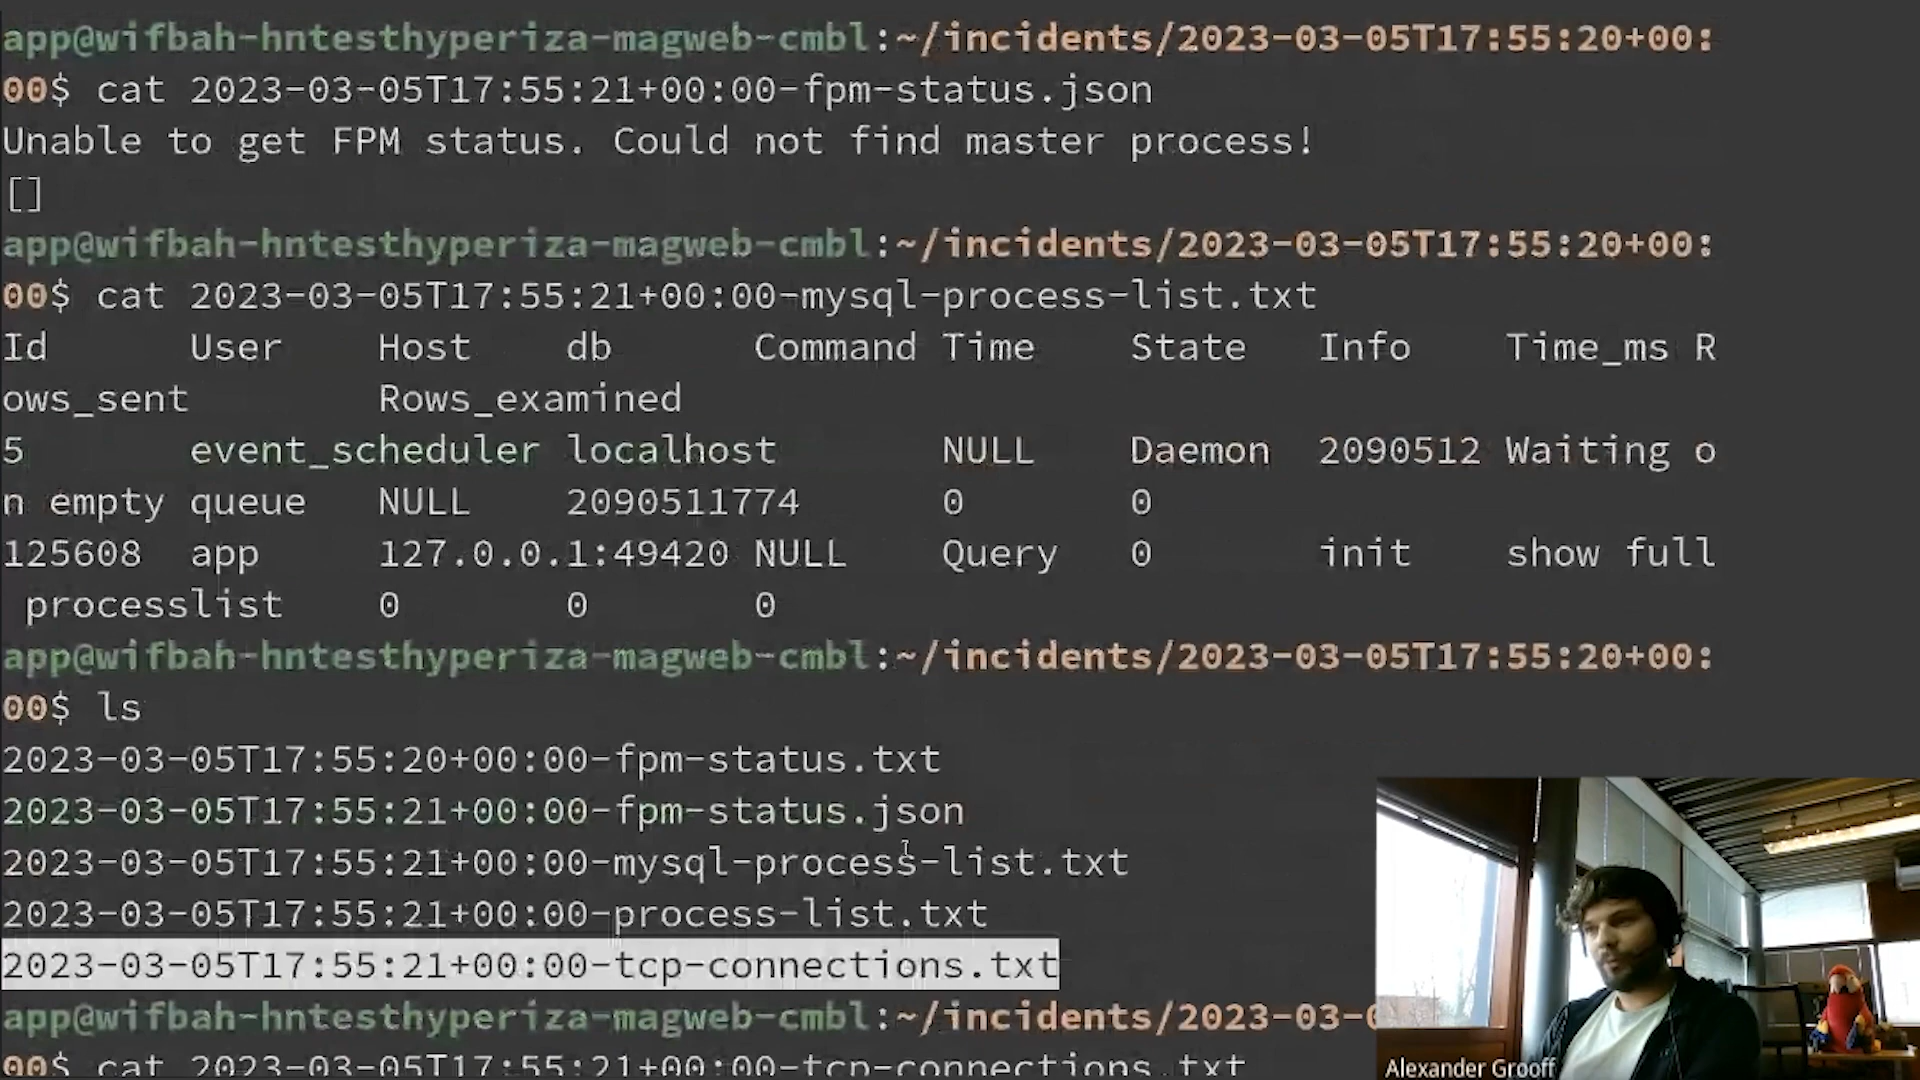 app@wifbah-hntesthyperiza-magweb-cmbl:~/incidents/2023-03-05T17:55:20+00:
00$ cat 2023-03-05T17:55:21+00:00-fpm-status.json
Unable to get FPM status. Could not find master process!
[]
app@wifbah-hntesthyperiza-magweb-cmbl:~/incidents/2023-03-05T17:55:20+00:
00$ cat 2023-03-05T17:55:21+00:00-mysql-process-list.txt
Id      User    Host    db      Command Time    State   Info    Time_ms R
ows_sent        Rows_examined
5       event_scheduler localhost       NULL    Daemon  2090512 Waiting o
n empty queue   NULL    2090511774      0       0
125608  app     127.0.0.1:49420 NULL    Query   0       init    show full
 processlist    0       0       0
app@wifbah-hntesthyperiza-magweb-cmbl:~/incidents/2023-03-05T17:55:20+00:
00$ ls
2023-03-05T17:55:20+00:00-fpm-status.txt
2023-03-05T17:55:21+00:00-fpm-status.json
2023-03-05T17:55:21+00:00-mysql-process-list.txt
2023-03-05T17:55:21+00:00-process-list.txt
2023-03-05T17:55:21+00:00-tcp-connections.txt
app@wifbah-hntesthyperiza-magweb-cmbl:~/incidents/2023-03-0
00$ cat 2023-03-05T17:55:21+00:00-tcp-connections.txt
Alexander Grooff